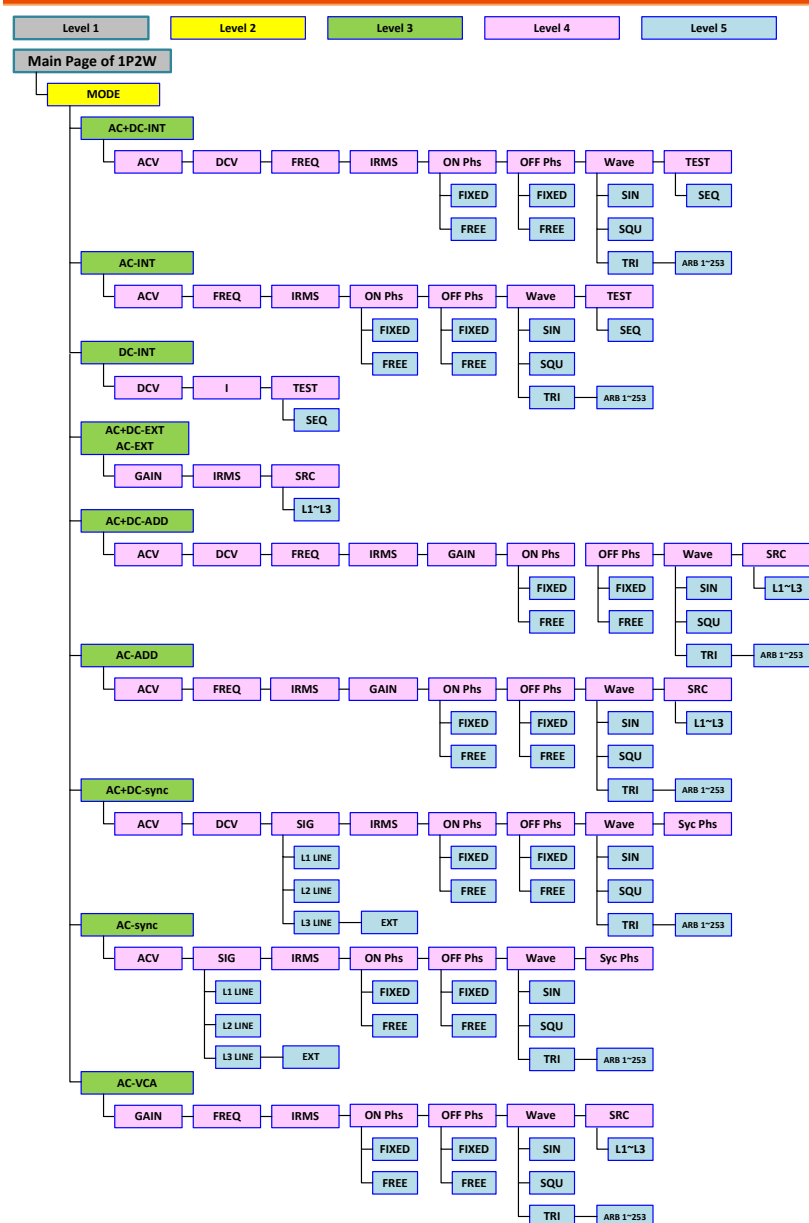 Level 1 Level 2 Level 3 Level 4 Level 5
Main Page of 1P2W
MODE
AC+DC-INT
ACV DCV FREQ IRMS ON Phs OFF Phs Wave TEST
FIXED FIXED SIN SEQ
FREE FREE SQU
TRI ARB 1~253
AC-INT
ACV FREQ IRMS ON Phs OFF Phs Wave TEST
FIXED FIXED SIN SEQ
DC-INT
FREE FREE SQU
DCV I TEST
TRI ARB 1~253
SEQ
AC+DC-EXT
AC-EXT
GAIN IRMS SRC
L1~L3
AC+DC-ADD
ACV DCV FREQ IRMS GAIN ON Phs OFF Phs Wave SRC
FIXED FIXED SIN L1~L3
FREE FREE SQU
TRI ARB 1~253
AC-ADD
ACV FREQ IRMS GAIN ON Phs OFF Phs Wave SRC
FIXED FIXED SIN L1~L3
FREE FREE SQU
TRI ARB 1~253
AC+DC-sync
ACV DCV SIG IRMS ON Phs OFF Phs Wave Syc Phs
L1 LINE FIXED FIXED SIN
L2 LINE FREE FREE SQU
L3 LINE EXT TRI ARB 1~253
AC-sync
ACV SIG IRMS ON Phs OFF Phs Wave Syc Phs
L1 LINE FIXED FIXED SIN
L2 LINE FREE FREE SQU
L3 LINE EXT TRI ARB 1~253
AC-VCA
GAIN FREQ IRMS ON Phs OFF Phs Wave SRC
FIXED FIXED SIN L1~L3
FREE FREE SQU
TRI ARB 1~253